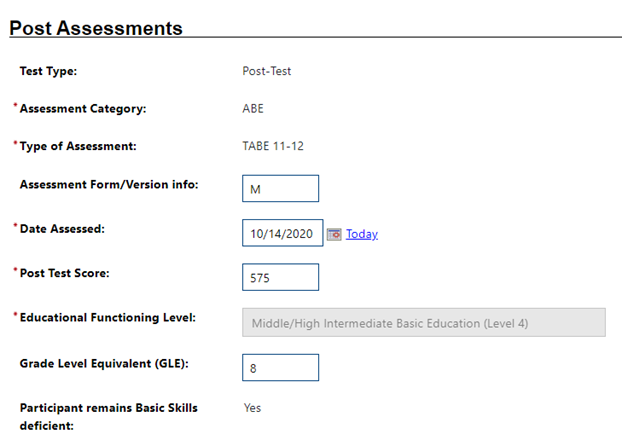 Post Assessments
Test Type: Post-Test
*Assessment Category: ABE
*Type of Assessment: TABE 11-12
Assessment Form/Version info: M
*Date Assessed: 10/14/2020 Today
*Post Test Score: 575
*Educational Functioning Level: Middle/High Intermediate Basic Education (Level 4)
Grade Level Equivalent (GLE): 8
Participant remains Basic Skills Yes
deficient: